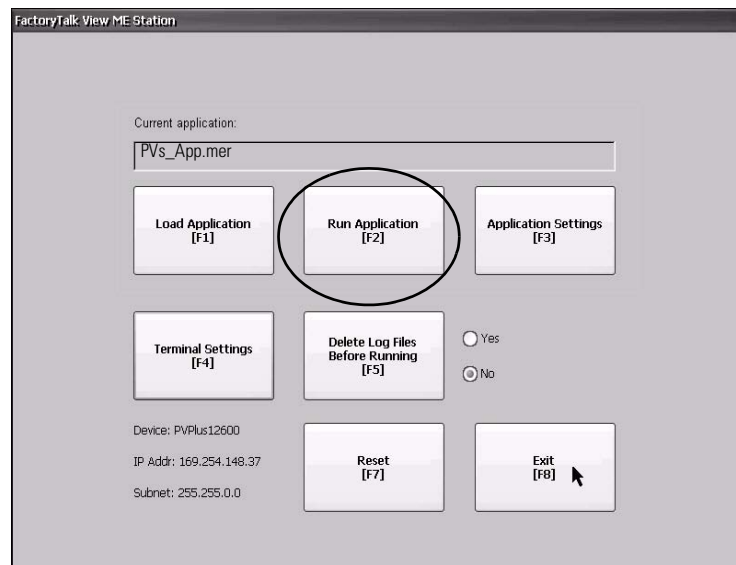 FactoryTalk View ME Station
Current application:
PVs_App.mer
Load Application
[F1]
Run Application
[F2]
Application Settings
[F3]
Terminal Settings
[F4]
Delete Log Files
Before Running
[F5]
Yes
No
Device: PVPlus12600
IP Addr: 169.254.148.37
Subnet: 255.255.0.0
Reset
[F7]
Exit
[F8]